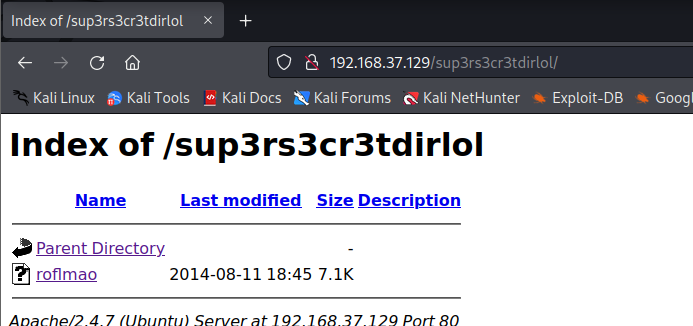 Index of /sup3rs3cr3tdirlol
192.168.37.129/sup3rs3cr3tdirlol/
Kali Linux Kali Tools Kali Docs Kali Forums Kali NetHunter Exploit-DB Googl
Index of /sup3rs3cr3tdirlol
Name Last modified Size Description
Parent Directory -
roflmao 2014-08-11 18:45 7.1K
Apache/2.4.7 (Ubuntu) Server at 192.168.37.129 Port 80